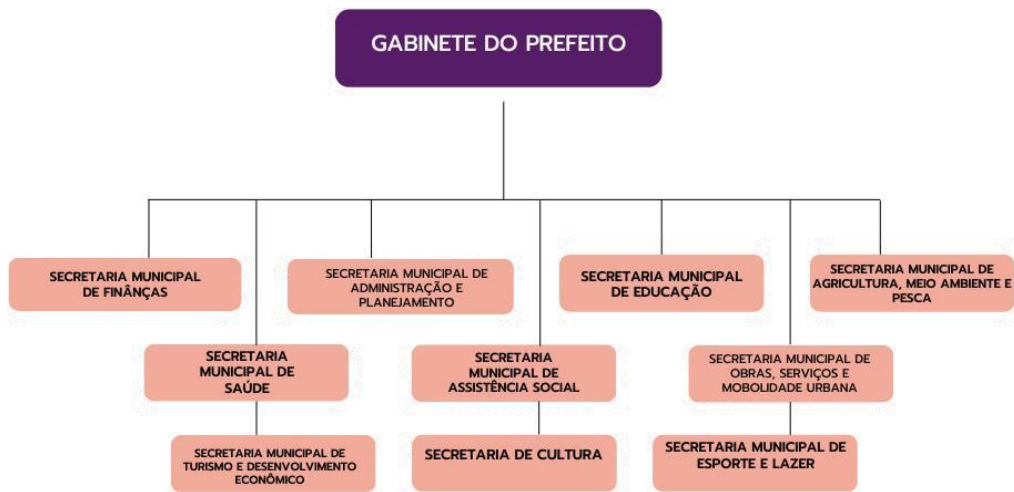 GABINETE DO PREFEITO
SECRETARIA MUNICIPAL
DE FINÂNÇAS
SECRETARIA MUNICIPAL DE
ADMINISTRAÇÃO E
PLANEJAMENTO
SECRETARIA MUNICIPAL
DE EDUCAÇÃO
SECRETARIA MUNICIPAL DE
AGRICULTURA, MEIO AMBIENTE E
PESCA
SECRETARIA
MUNICIPAL DE
SAÚDE
SECRETARIA
MUNICIPAL DE
ASSISTÊNCIA SOCIAL
SECRETARIA MUNICIPAL DE
OBRAS, SERVIÇOS E
MOBOLIDADE URBANA
SECRETARIA MUNICIPAL DE
TURISMO E DESENVOLVIMENTO
ECONÔMICO
SECRETARIA DE CULTURA
SECRETARIA MUNICIPAL DE
ESPORTE E LAZER